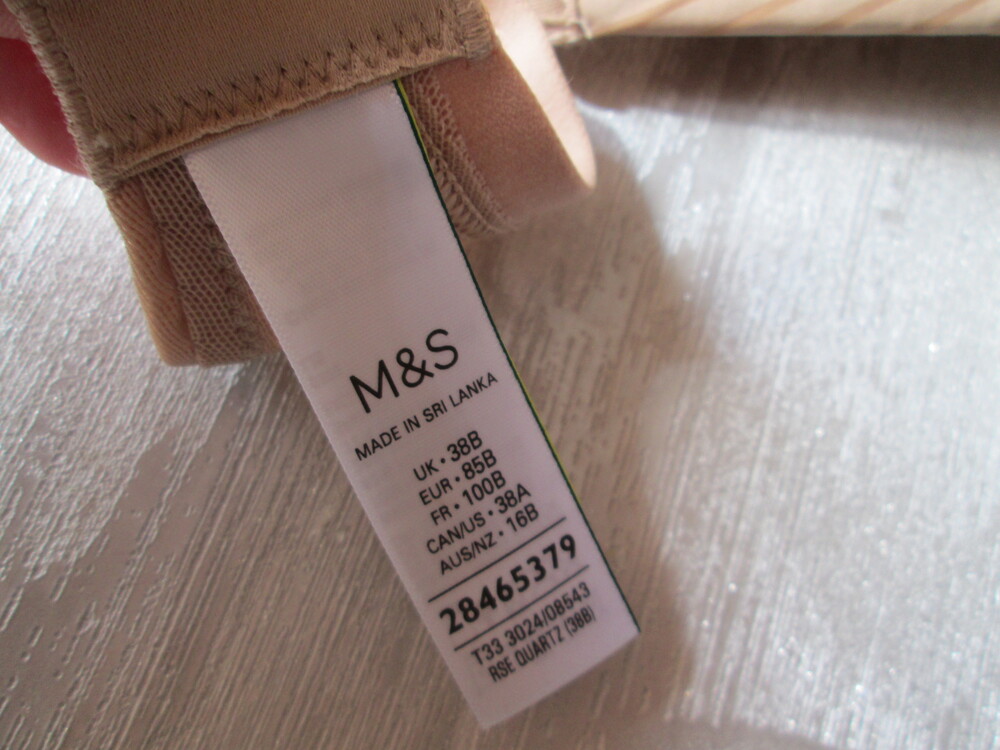 M&S
MADE IN SRI LANKA
UK • 38B
EUR • 85B
FR • 100B
CAN/US • 38A
AUS/NZ • 16B
28465379
T33 3024/08543
RSE QUARTZ (38B)